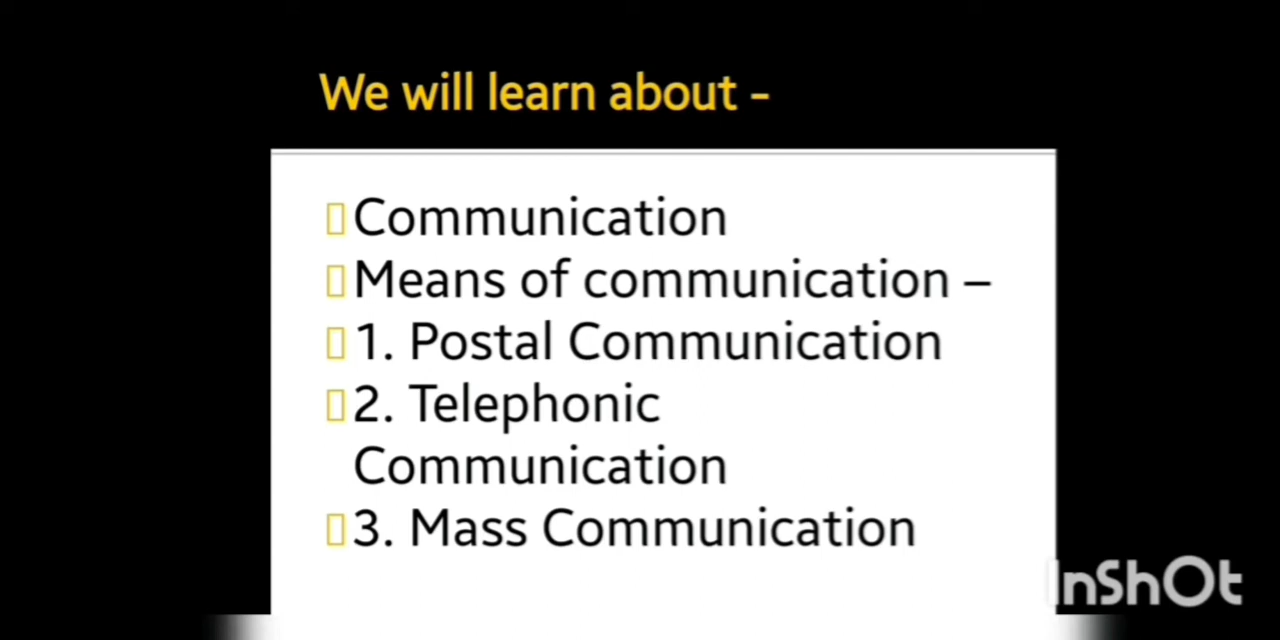 We will learn about -
Communication
Means of communication –
1. Postal Communication
2. Telephonic
Communication
3. Mass Communication
InShOt